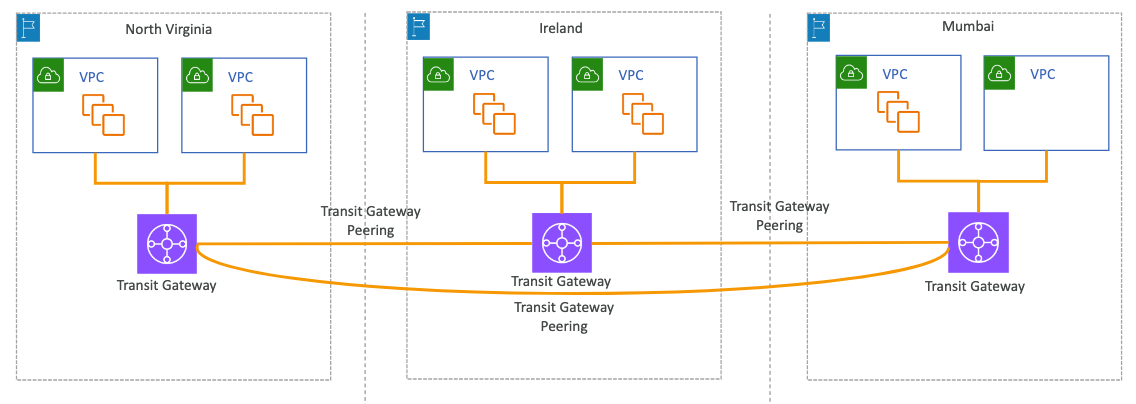 North Virginia
Ireland
Mumbai
VPC
VPC
VPC
VPC
VPC
VPC
Transit Gateway
Peering
Transit Gateway
Peering
Transit Gateway
Transit Gateway
Transit Gateway
Transit Gateway
Peering